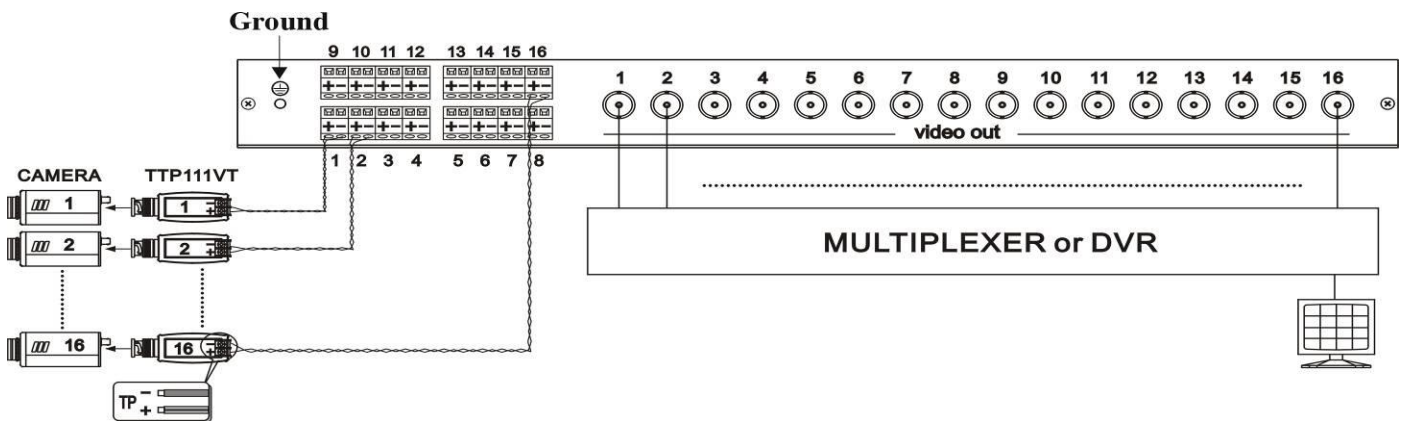 Ground
9 10 11 12 13 14 15 16
+- +- +- +- +- +- +- +-
1 2 3 4 5 6 7 8 9 10 11 12 13 14 15 16
+- +- +- +- +- +- +- +-
video out
1 2 3 4 5 6 7 8
CAMERA TTP111VT
1 1 - +
2 2 - +
MULTIPLEXER or DVR
16 16 - +
TP - +